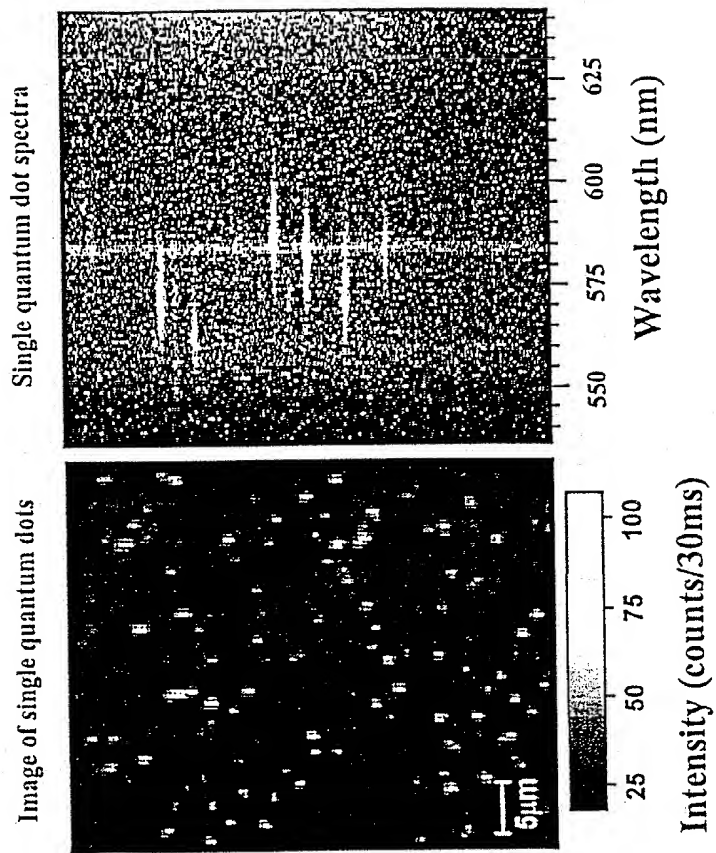 Image of single quantum dots
5μm
25 50 75 100
Intensity (counts/30ms)
Single quantum dot spectra
550 575 600 625
Wavelength (nm)